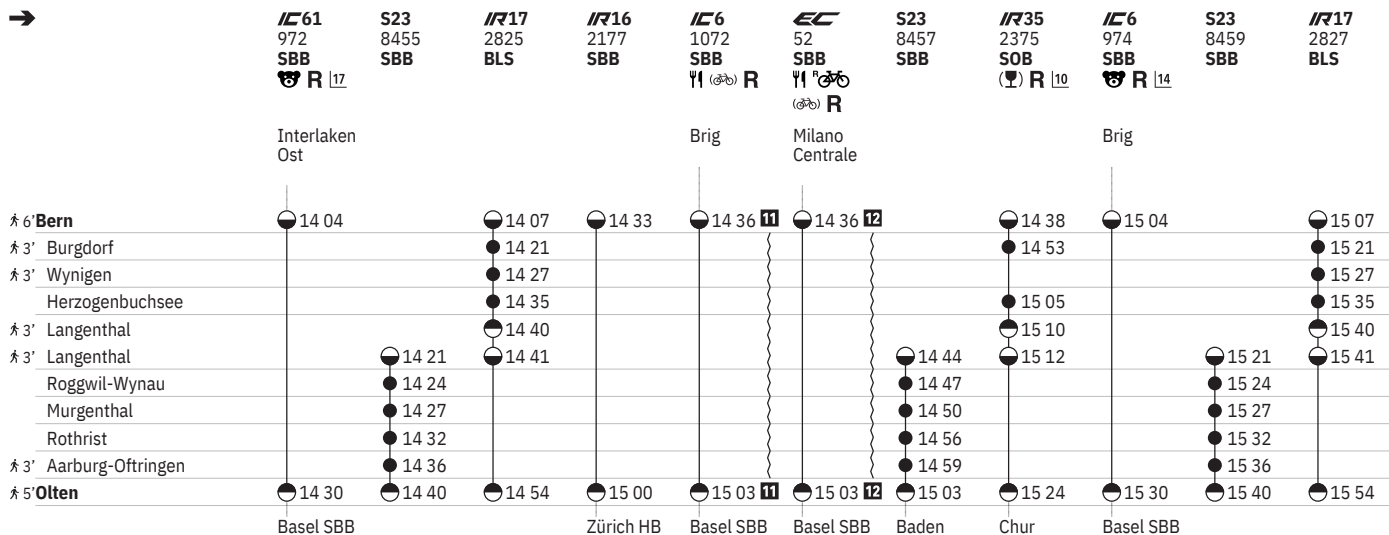 IC61 S23 IR17 IR16 IC6 EC S23 IR35 IC6 S23 IR17
972 8455 2825 2177 1072 52 8457 2375 974 8459 2827
SBB SBB BLS SBB SBB SBB SBB SOB SBB SBB BLS
R 17 R R R 10 R 14
R
Interlaken Brig Milano Brig
Ost Centrale
6' Bern 14 04 14 07 14 33 14 36 11 14 36 12 14 38 15 04 15 07
3' Burgdorf 14 21 14 53 15 21
3' Wynigen 14 27 15 27
Herzogenbuchsee 14 35 15 05 15 35
3' Langenthal 14 40 15 10 15 40
3' Langenthal 14 21 14 41 14 44 15 12 15 21 15 41
Roggwil-Wynau 14 24 14 47 15 24
Murgenthal 14 27 14 50 15 27
Rothrist 14 32 14 56 15 32
3' Aarburg-Oftringen 14 36 14 59 15 36
5' Olten 14 30 14 40 14 54 15 00 15 03 11 15 03 12 15 03 15 24 15 30 15 40 15 54
Basel SBB Zürich HB Basel SBB Basel SBB Baden Chur Basel SBB